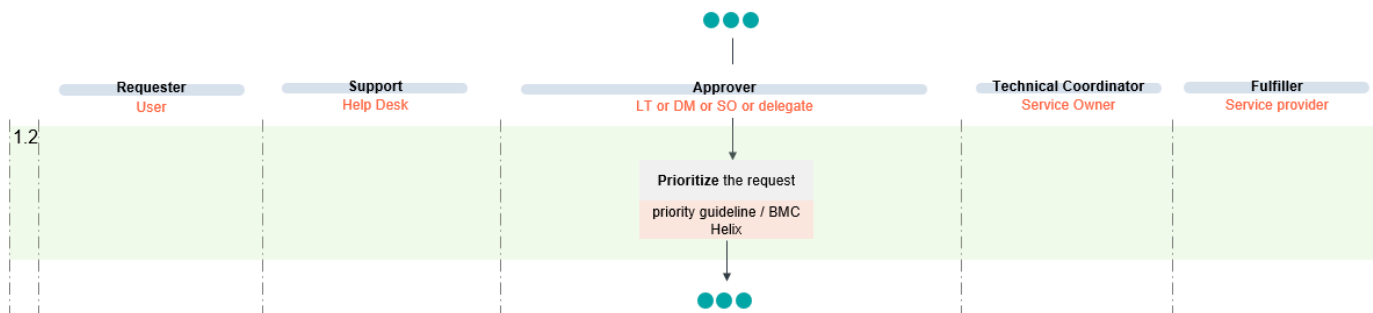 Requester
User
Support
Help Desk
Approver
LT or DM or SO or delegate
Technical Coordinator
Service Owner
Fulfiller
Service provider
1.2
Prioritize the request
priority guideline / BMC
Helix